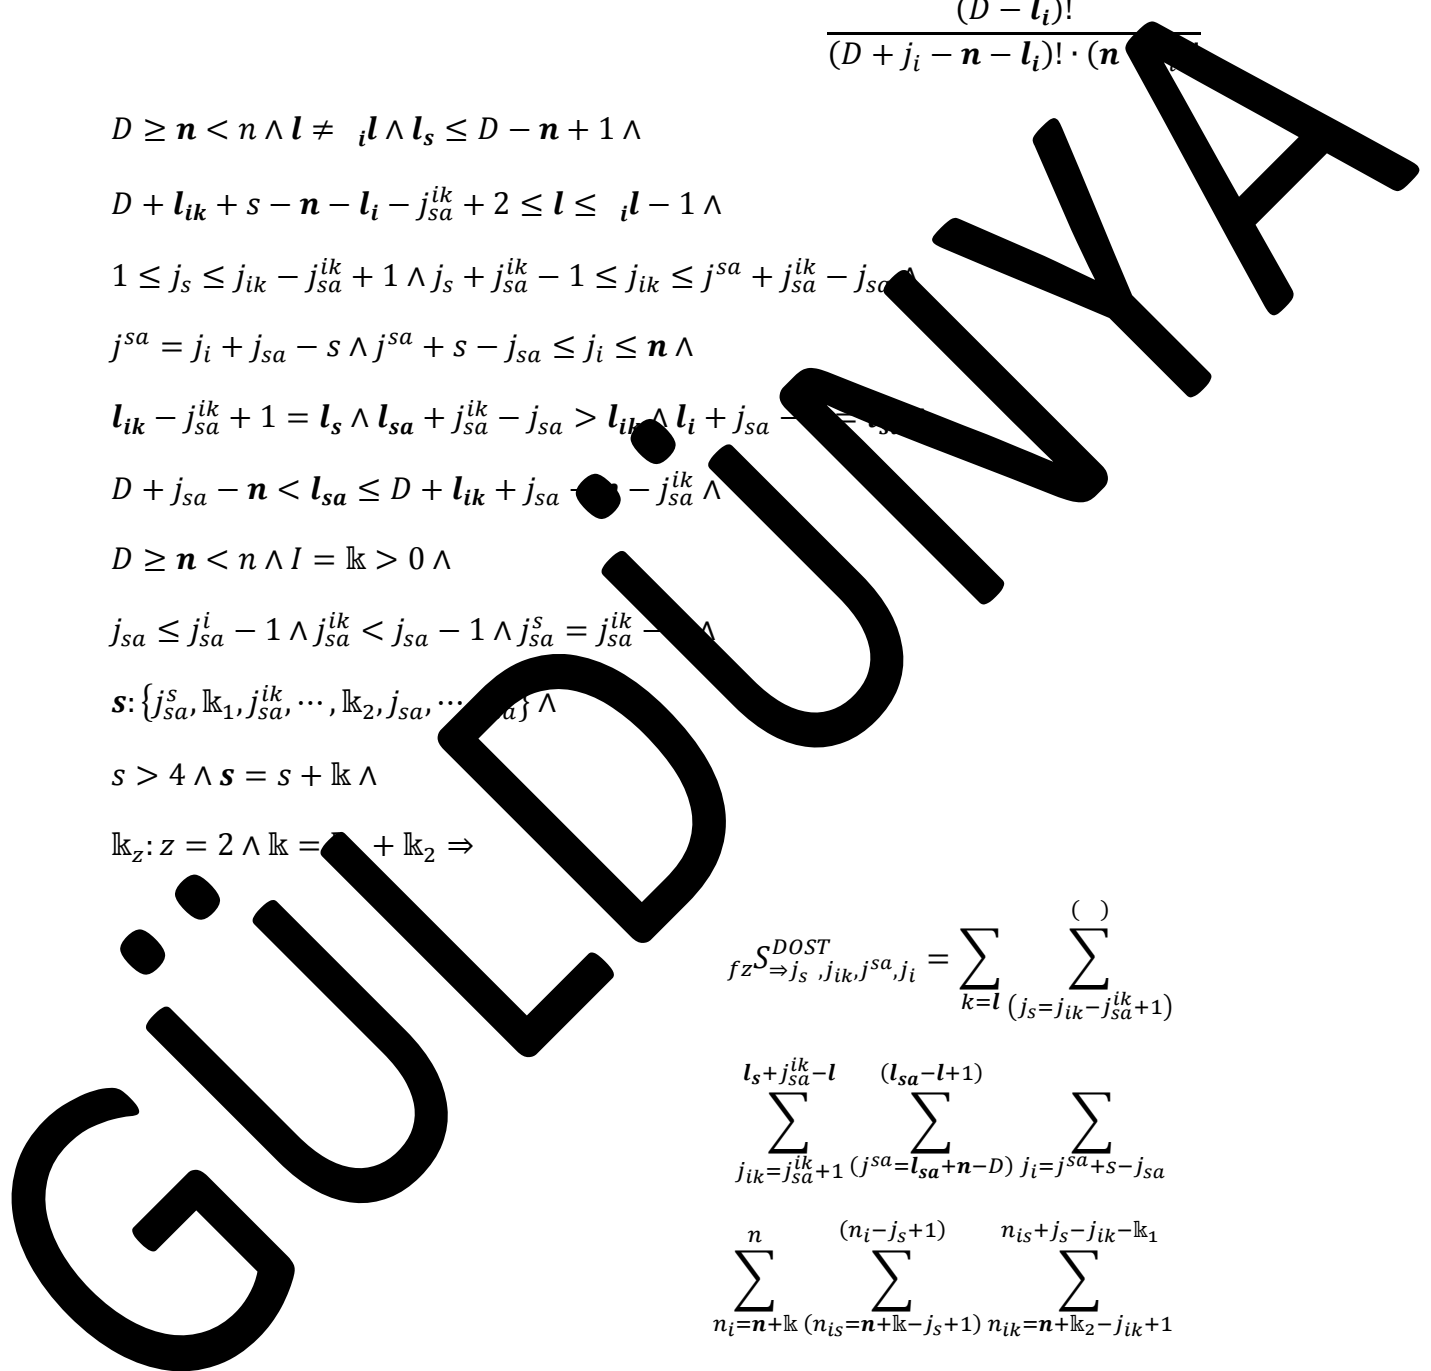 (D − l_i)!
(D + j_i − n − l_i)! · (n
D ≥ n < n ∧ l ≠ _i l ∧ l_s ≤ D − n + 1 ∧
D + l_ik + s − n − l_i − j_sa^ik + 2 ≤ l ≤ _i l − 1 ∧
1 ≤ j_s ≤ j_ik − j_sa^ik + 1 ∧ j_s + j_sa^ik − 1 ≤ j_ik ≤ j^sa + j_sa^ik − j_sa ∧
j^sa = j_i + j_sa − s ∧ j^sa + s − j_sa ≤ j_i ≤ n ∧
l_ik − j_sa^ik + 1 = l_s ∧ l_sa + j_sa^ik − j_sa > l_ik ∧ l_i + j_sa − =
D + j_sa − n < l_sa ≤ D + l_ik + j_sa − − j_sa^ik ∧
D ≥ n < n ∧ I = 𝕜 > 0 ∧
j_sa ≤ j_sa^i − 1 ∧ j_sa^ik < j_sa − 1 ∧ j_sa^s = j_sa^ik − ∧
s: {j_sa^s, 𝕜_1, j_sa^ik, ⋯ , 𝕜_2, j_sa, ⋯ } ∧
s > 4 ∧ s = s + 𝕜 ∧
𝕜_z: z = 2 ∧ 𝕜 = + 𝕜_2 ⇒
( )
_fz S^DOST_⇒j_s ,j_ik,j^sa,j_i = ∑ ∑
k=l (j_s=j_ik−j_sa^ik+1)
l_s+j_sa^ik−l (l_sa−l+1)
∑ ∑ ∑
j_ik=j_sa^ik+1 (j^sa=l_sa+n−D) j_i=j^sa+s−j_sa
n (n_i−j_s+1) n_is+j_s−j_ik−𝕜_1
∑ ∑ ∑
n_i=n+𝕜 (n_is=n+𝕜−j_s+1) n_ik=n+𝕜_2−j_ik+1
GÜLDÜNYA